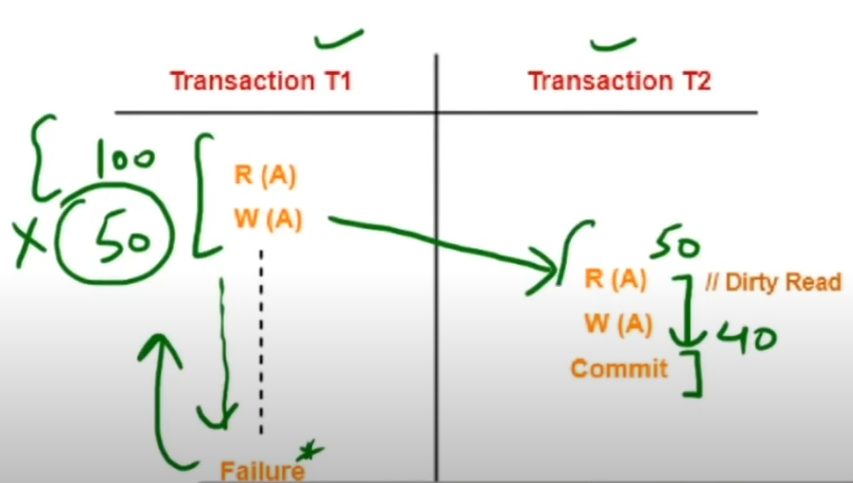 Transaction T1
Transaction T2
100
R (A)
W (A)
50
50
R (A)
// Dirty Read
W (A)
40
Commit
Failure*